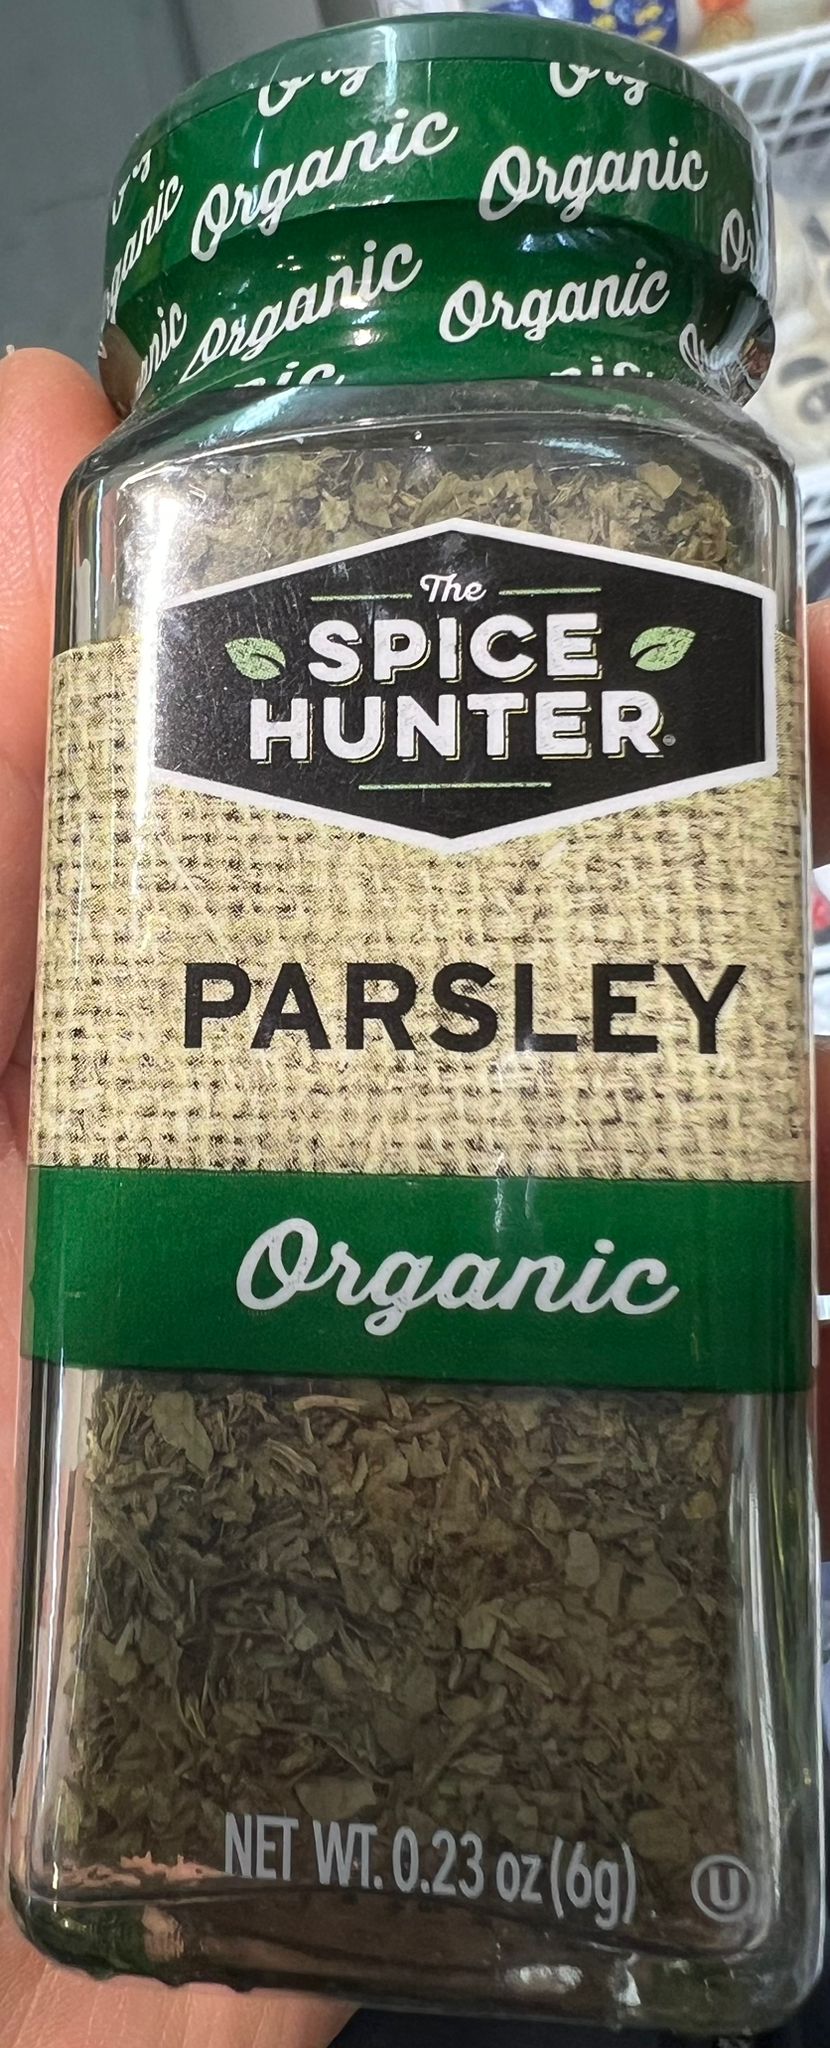 Organic Organic
Organic Organic
The
SPICE
HUNTER
PARSLEY
Organic
NET WT. 0.23 oz (6g) U